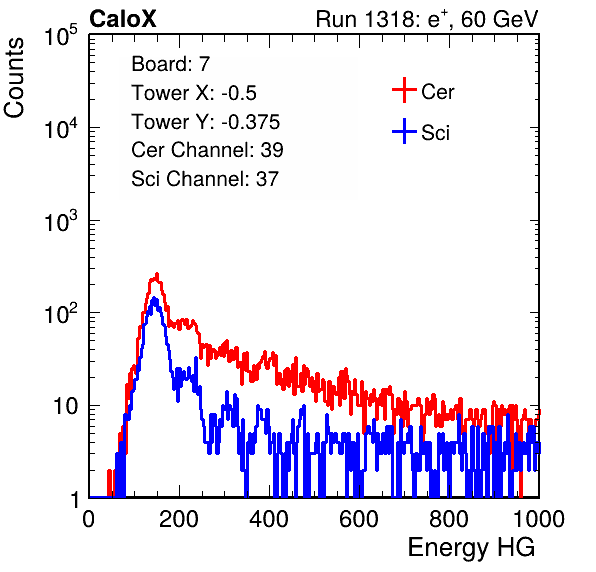 CaloX Run 1318: e⁺, 60 GeV
Counts
Board: 7
Tower X: -0.5
Tower Y: -0.375
Cer Channel: 39
Sci Channel: 37
Cer
Sci
10⁵
10⁴
10³
10²
10
1
0 200 400 600 800 1000
Energy HG